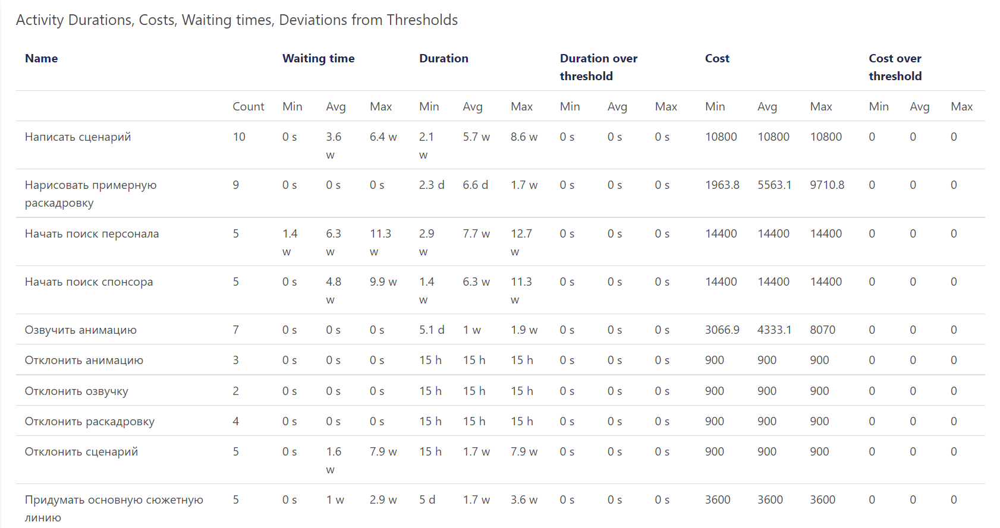 Activity Durations, Costs, Waiting times, Deviations from Thresholds
Name Waiting time Duration Duration over threshold Cost Cost over threshold
Count Min Avg Max Min Avg Max Min Avg Max Min Avg Max Min Avg Max
Написать сценарий 10 0 s 3.6 w 6.4 w 2.1 w 5.7 w 8.6 w 0 s 0 s 0 s 10800 10800 10800 0 0 0
Нарисовать примерную раскадровку 9 0 s 0 s 0 s 2.3 d 6.6 d 1.7 w 0 s 0 s 0 s 1963.8 5563.1 9710.8 0 0 0
Начать поиск персонала 5 1.4 w 6.3 w 11.3 w 2.9 w 7.7 w 12.7 w 0 s 0 s 0 s 14400 14400 14400 0 0 0
Начать поиск спонсора 5 0 s 4.8 w 9.9 w 1.4 w 6.3 w 11.3 w 0 s 0 s 0 s 14400 14400 14400 0 0 0
Озвучить анимацию 7 0 s 0 s 0 s 5.1 d 1 w 1.9 w 0 s 0 s 0 s 3066.9 4333.1 8070 0 0 0
Отклонить анимацию 3 0 s 0 s 0 s 15 h 15 h 15 h 0 s 0 s 0 s 900 900 900 0 0 0
Отклонить озвучку 2 0 s 0 s 0 s 15 h 15 h 15 h 0 s 0 s 0 s 900 900 900 0 0 0
Отклонить раскадровку 4 0 s 0 s 0 s 15 h 15 h 15 h 0 s 0 s 0 s 900 900 900 0 0 0
Отклонить сценарий 5 0 s 1.6 w 7.9 w 15 h 1.7 w 7.9 w 0 s 0 s 0 s 900 900 900 0 0 0
Придумать основную сюжетную линию 5 0 s 1 w 2.9 w 5 d 1.7 w 3.6 w 0 s 0 s 0 s 3600 3600 3600 0 0 0